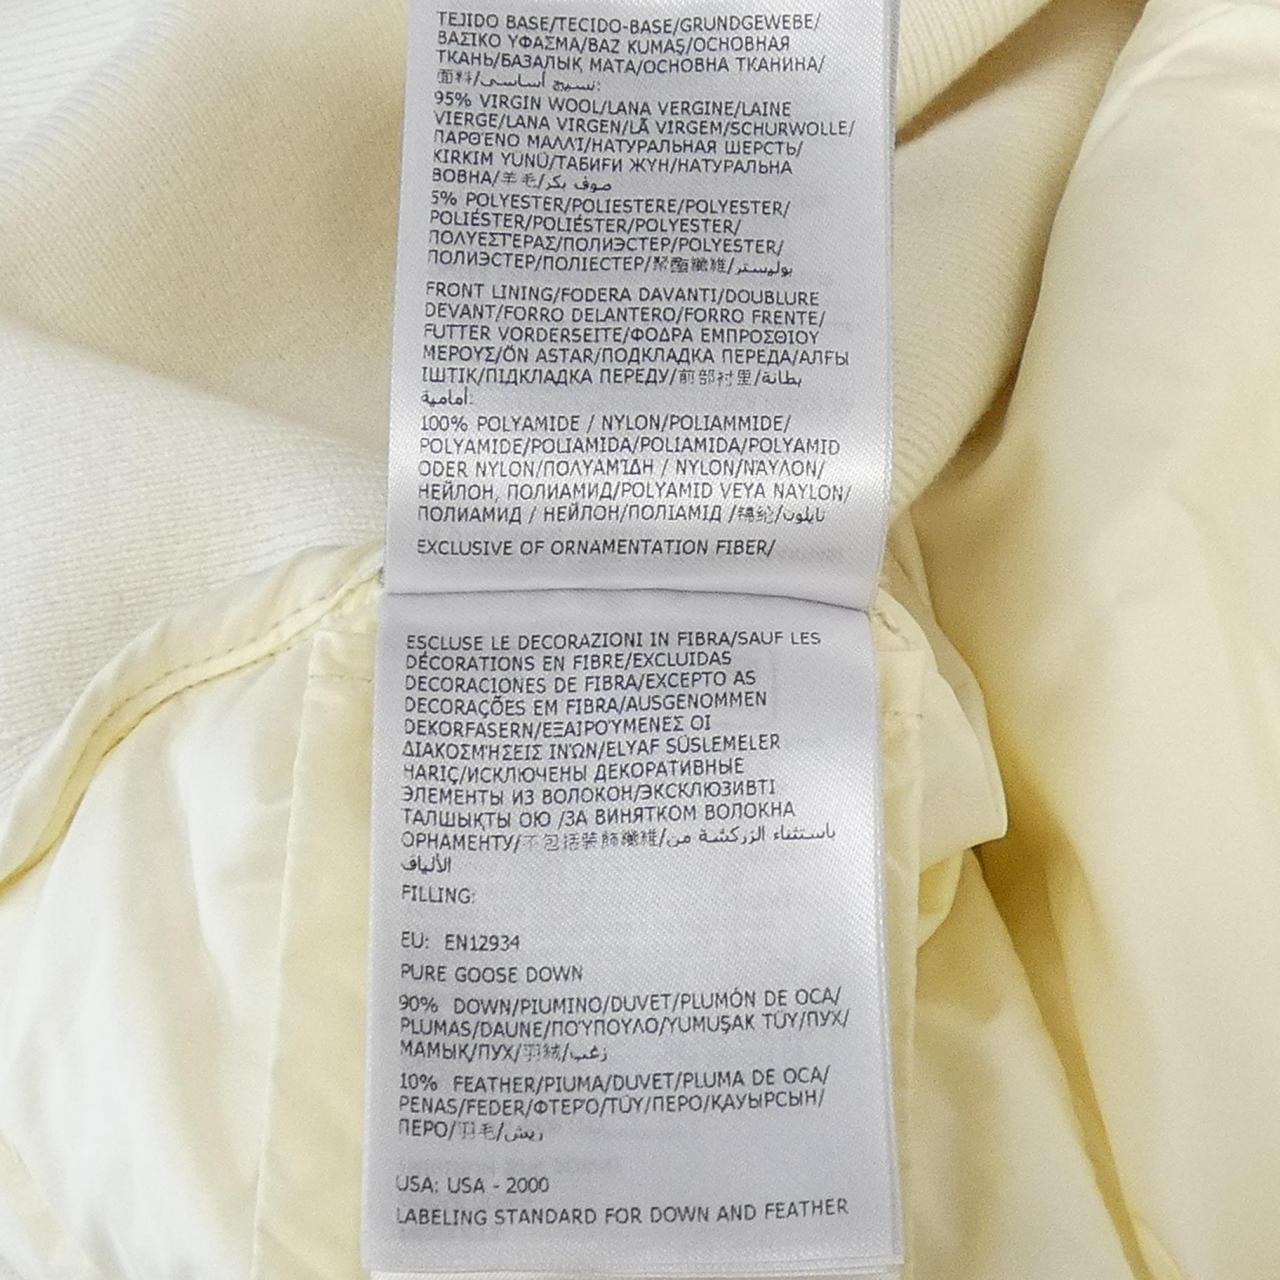 TEJIDO BASE/TECIDO-BASE/GRUNDGEWEBE/
ΒΑΣΙΚΟ ΥΦΑΣΜΑ/BAZ KUMAŞ/ОСНОВНАЯ
ТКАНЬ/БАЗАЛЫҚ МАТА/ОСНОВНА ТКАНИНА/
面料/نسيج أساسي:
95% VIRGIN WOOL/LANA VERGINE/LAINE
VIERGE/LANA VIRGEN/LÃ VIRGEM/SCHURWOLLE/
ΠΑΡΘΈΝΟ ΜΑΛΛΊ/НАТУРАЛЬНАЯ ШЕРСТЬ/
KIRKIM YÜNÜ/ТАБИҒИ ЖҮН/НАТУРАЛЬНА
ВОВНА/羊毛/صوف بكر
5% POLYESTER/POLIESTERE/POLYESTER/
POLIÉSTER/POLIÉSTER/POLYESTER/
ΠΟΛΥΕΣΤΈΡΑΣ/ПОЛИЭСТЕР/POLYESTER/
ПОЛИЭСТЕР/ПОЛІЕСТЕР/聚酯纖維/بوليستر
FRONT LINING/FODERA DAVANTI/DOUBLURE
DEVANT/FORRO DELANTERO/FORRO FRENTE/
FUTTER VORDERSEITE/ΦΟΔΡΑ ΕΜΠΡΟΣΘΙΟΥ
ΜΕΡΟΥΣ/ÖN ASTAR/ПОДКЛАДКА ПЕРЕДА/АЛҒЫ
ІШТІК/ПІДКЛАДКА ПЕРЕДУ/前部衬里/بطانة
أمامية:
100% POLYAMIDE / NYLON/POLIAMMIDE/
POLYAMIDE/POLIAMIDA/POLIAMIDA/POLYAMID
ODER NYLON/ΠΟΛΥΑΜΊΔΗ / NYLON/ΝΑΥΛΟΝ/
НЕЙЛОН, ПОЛИАМИД/POLYAMID VEYA NAYLON/
ПОЛИАМИД / НЕЙЛОН/ПОЛІАМІД /錦纶/نايلون
EXCLUSIVE OF ORNAMENTATION FIBER/
ESCLUSE LE DECORAZIONI IN FIBRA/SAUF LES
DÉCORATIONS EN FIBRE/EXCLUIDAS
DECORACIONES DE FIBRA/EXCEPTO AS
DECORAÇÕES EM FIBRA/AUSGENOMMEN
DEKORFASERN/ΕΞΑΙΡΟΎΜΕΝΕΣ ΟΙ
ΔΙΑΚΟΣΜΉΣΕΙΣ ΙΝΏΝ/ELYAF SÜSLEMELER
HARIÇ/ИСКЛЮЧЕНЫ ДЕКОРАТИВНЫЕ
ЭЛЕМЕНТЫ ИЗ ВОЛОКОН/ЭКСКЛЮЗИВТІ
ТАЛШЫҚТЫ ОЮ /ЗА ВИНЯТКОМ ВОЛОКНА
ОРНАМЕНТУ/不包括装飾纖維/باستثناء الزركشة من
الألياف
FILLING:
EU: EN12934
PURE GOOSE DOWN
90% DOWN/PIUMINO/DUVET/PLUMÓN DE OCA/
PLUMAS/DAUNE/ΠΟΎΠΟΥΛΟ/YUMUŞAK TÜY/ПУХ/
МАМЫҚ/ПУХ/羽絨/زغب
10% FEATHER/PIUMA/DUVET/PLUMA DE OCA/
PENAS/FEDER/ΦΤΕΡΌ/TÜY/ПЕРО/ҚАУЫРСЫН/
ПЕРО/羽毛/ريش
USA: USA - 2000
LABELING STANDARD FOR DOWN AND FEATHER